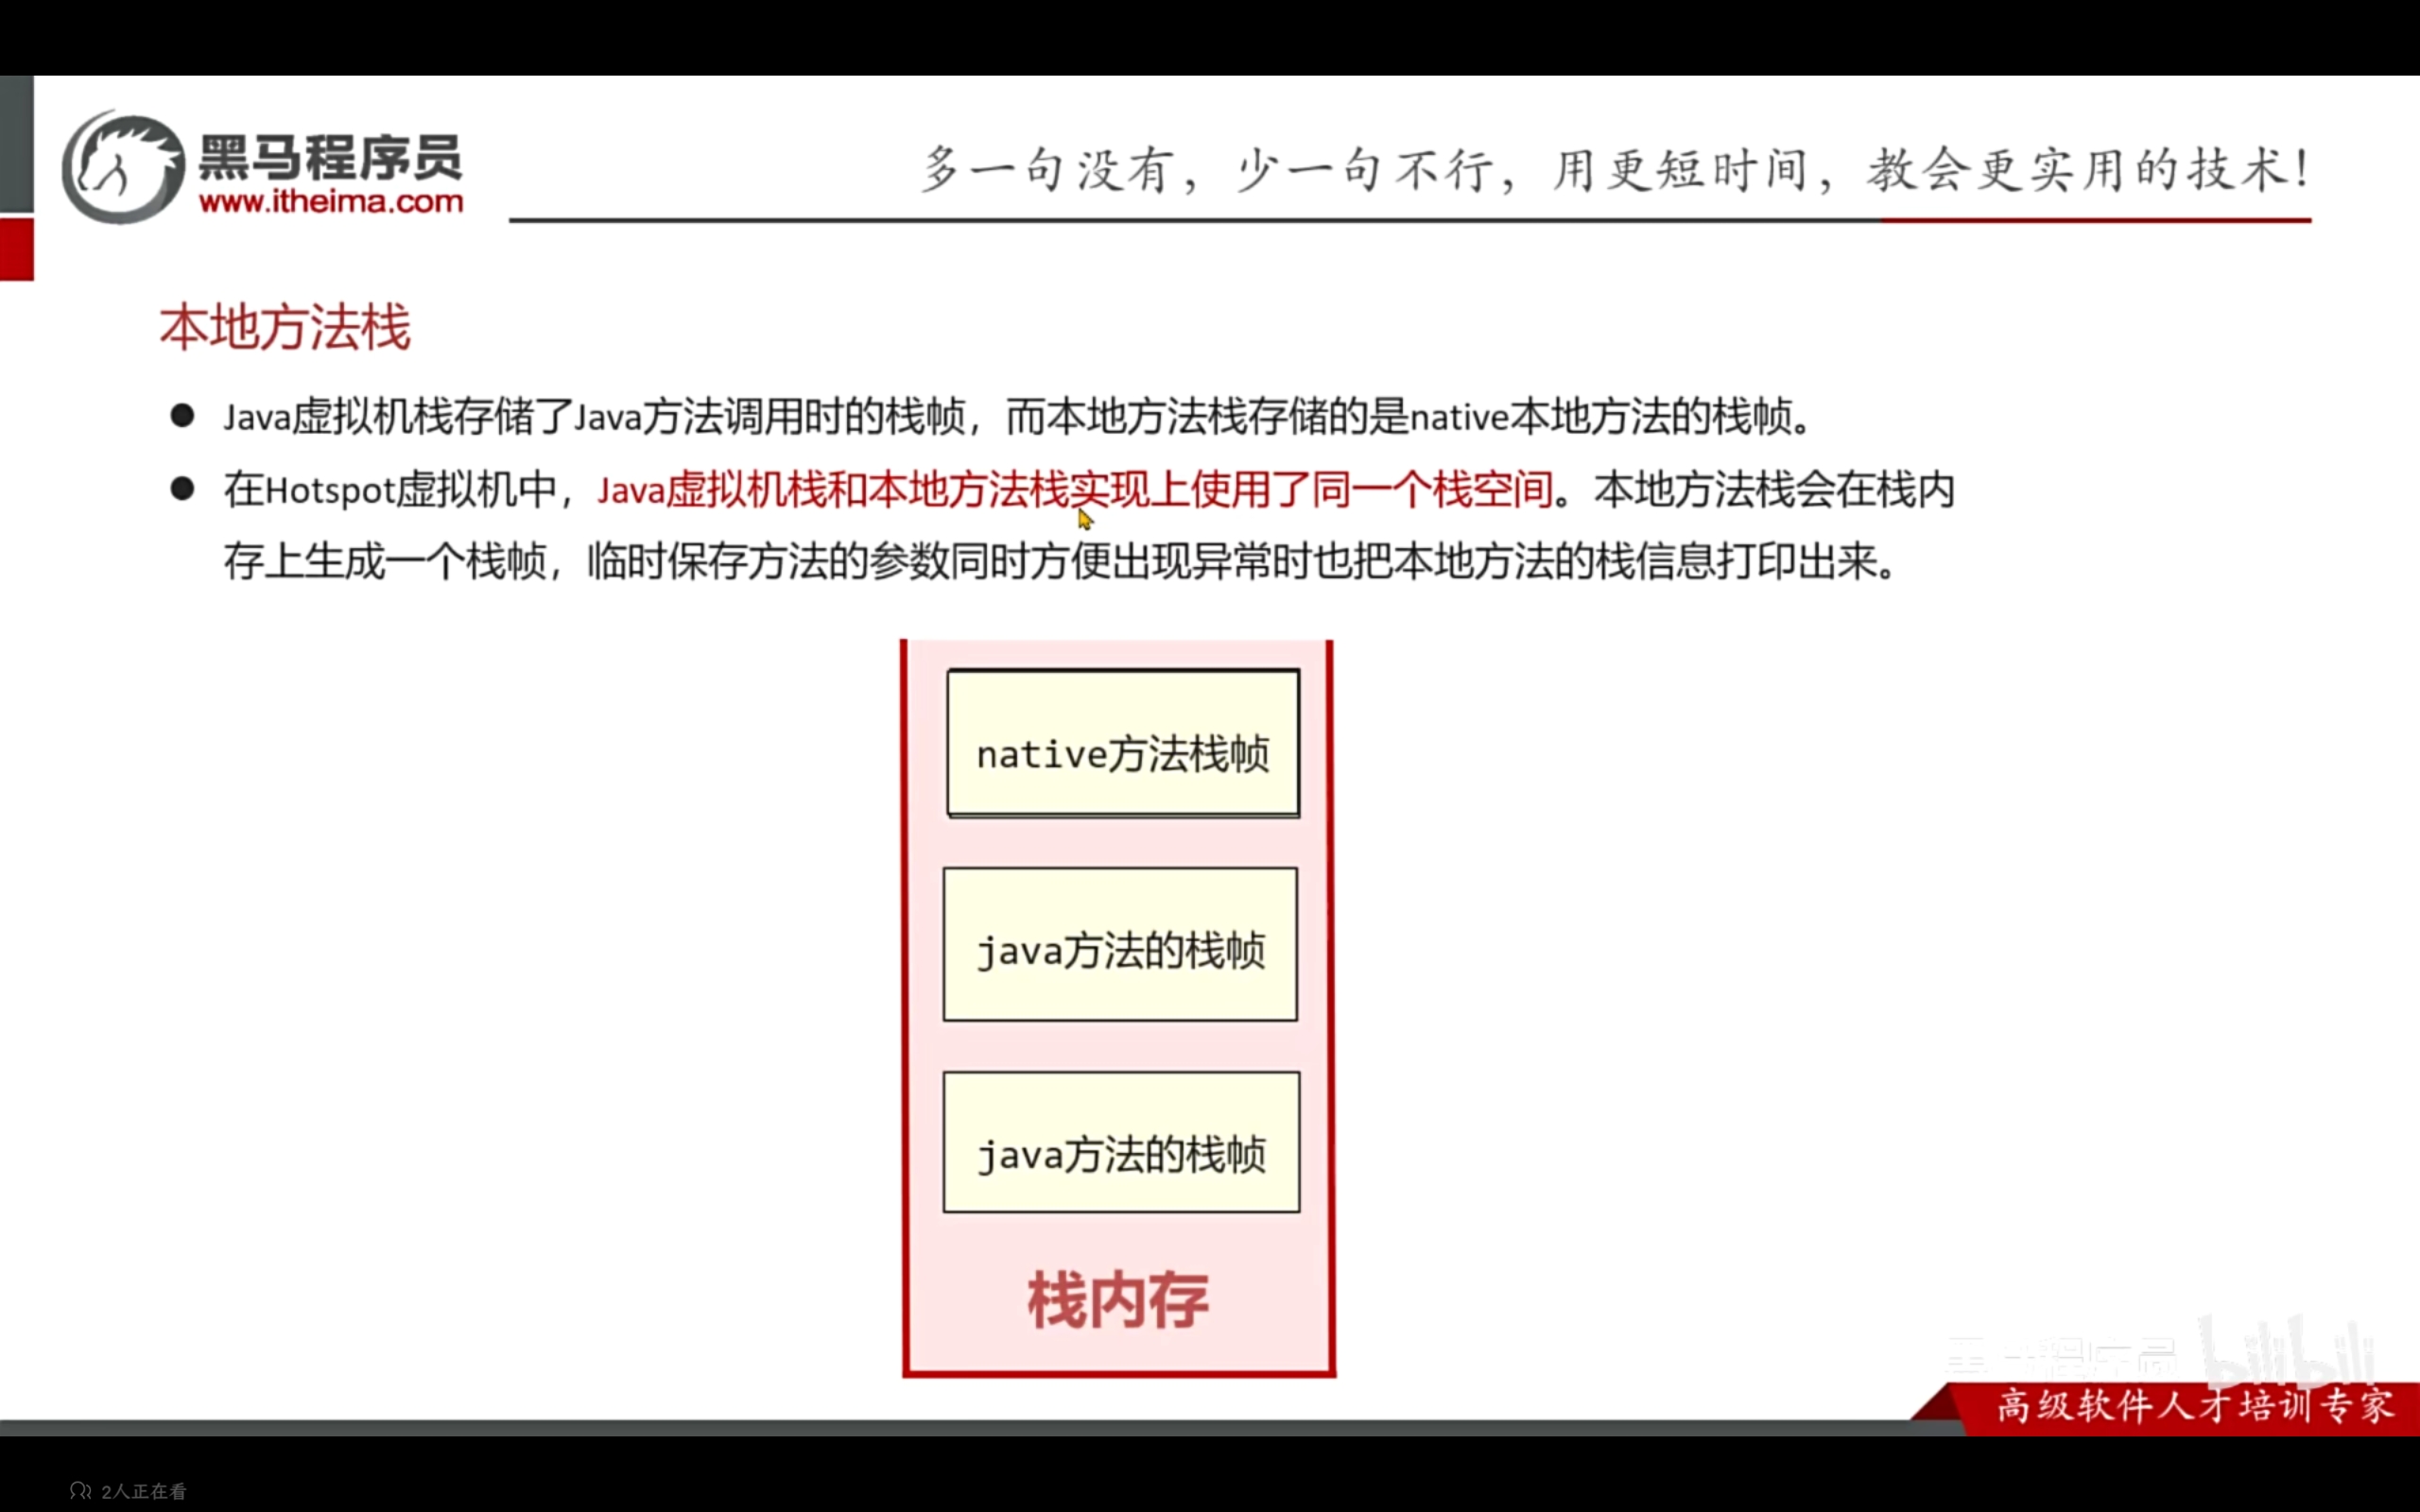 黑马程序员
www.itheima.com
多一句没有，少一句不行，用更短时间，教会更实用的技术!
本地方法栈
● Java虚拟机栈存储了Java方法调用时的栈帧，而本地方法栈存储的是native本地方法的栈帧。
● 在Hotspot虚拟机中，Java虚拟机栈和本地方法栈实现上使用了同一个栈空间。本地方法栈会在栈内
存上生成一个栈帧，临时保存方法的参数同时方便出现异常时也把本地方法的栈信息打印出来。
native方法栈帧
java方法的栈帧
java方法的栈帧
栈内存
黑马程序员 bilibili
高级软件人才培训专家
2人正在看